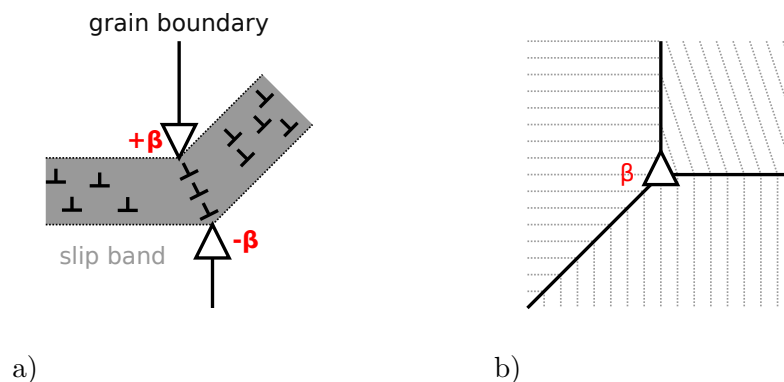 grain boundary
+β
-β
slip band
β
a)
b)